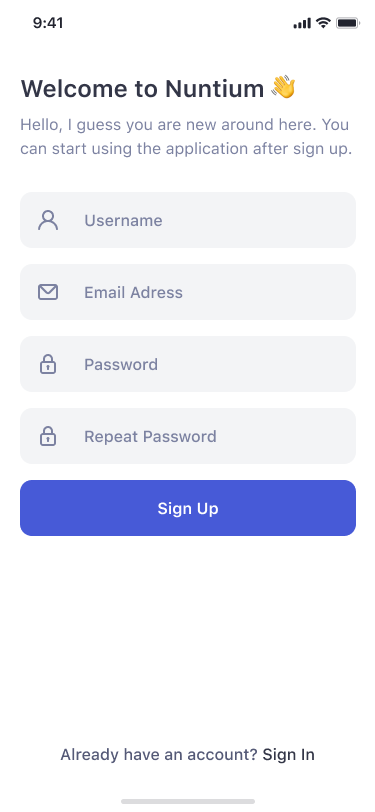 9:41
Welcome to Nuntium 👋
Hello, I guess you are new around here. You
can start using the application after sign up.
Username
Email Adress
Password
Repeat Password
Sign Up
Already have an account? Sign In